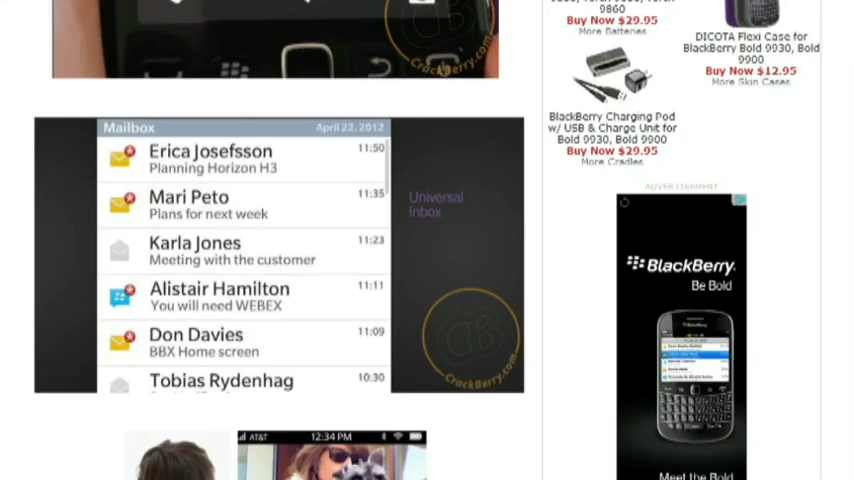 CrackBerry.com
Mailbox April 22, 2012
Erica Josefsson 11:50
Planning Horizon H3
Mari Peto 11:35
Plans for next week
Karla Jones 11:23
Meeting with the customer
Alistair Hamilton 11:11
You will need WEBEX
Don Davies 11:09
BBX Home screen
Tobias Rydenhag 10:30
Universal
Inbox
CrackBerry.com
AT&T 12:34 PM
9860
Buy Now $29.95
More Batteries
DICOTA Flexi Case for
BlackBerry Bold 9930, Bold
9900
Buy Now $12.95
More Skin Cases
BlackBerry Charging Pod
w/ USB & Charge Unit for
Bold 9930, Bold 9900
Buy Now $29.95
More Cradles
ADVERTISEMENT
BlackBerry.
Be Bold
Meet the Bold